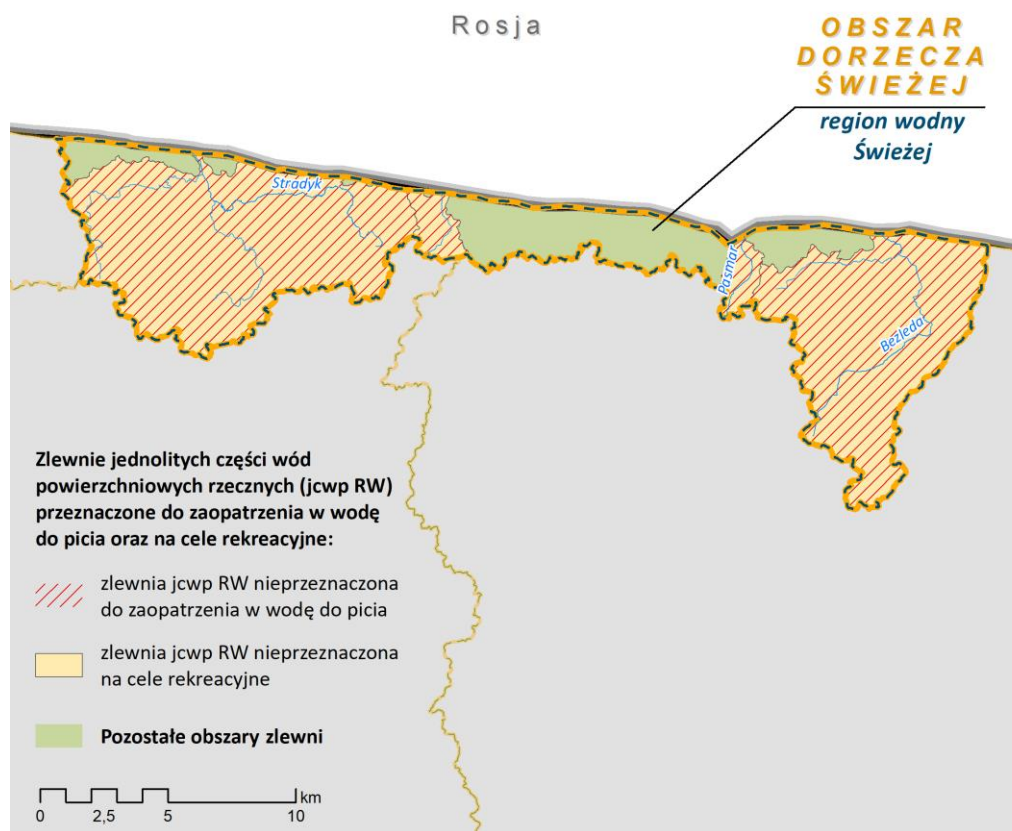 Rosja
OBSZAR
DORZECZA
ŚWIEŻEJ
region wodny
Świeżej
Stradyk
Pasmar
Beźleda
Zlewnie jednolitych części wód
powierzchniowych rzecznych (jcwp RW)
przeznaczone do zaopatrzenia w wodę
do picia oraz na cele rekreacyjne:
zlewnia jcwp RW nieprzeznaczona
do zaopatrzenia w wodę do picia
zlewnia jcwp RW nieprzeznaczona
na cele rekreacyjne
Pozostałe obszary zlewni
km
0 2,5 5 10